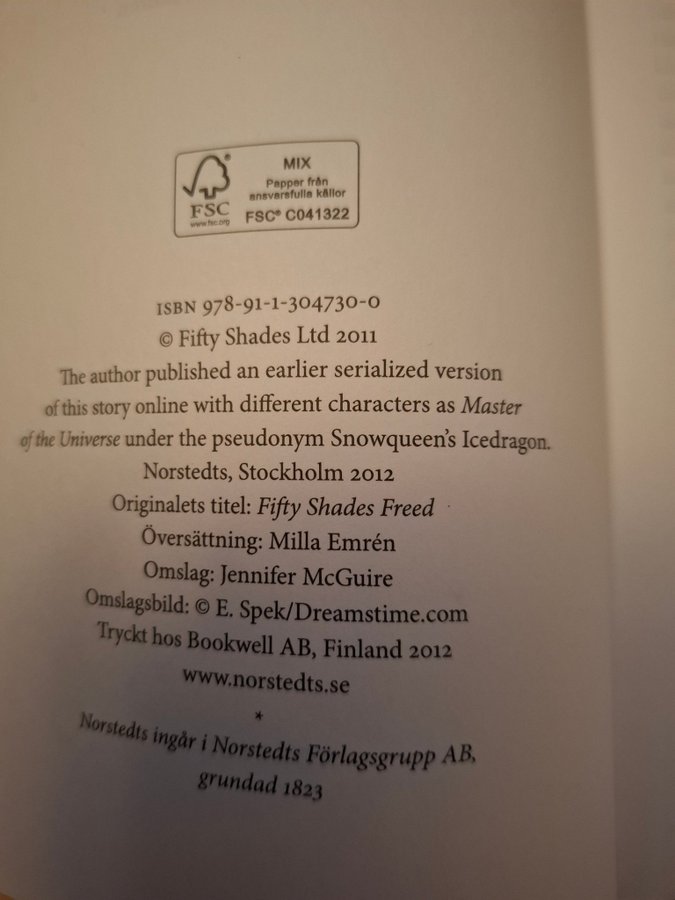 MIX
Papper från
ansvarsfulla källor
FSC® C041322
FSC
www.fsc.org
ISBN 978-91-1-304730-0
© Fifty Shades Ltd 2011
The author published an earlier serialized version
of this story online with different characters as Master
of the Universe under the pseudonym Snowqueen's Icedragon.
Norstedts, Stockholm 2012
Originalets titel: Fifty Shades Freed
Översättning: Milla Emrén
Omslag: Jennifer McGuire
Omslagsbild: © E. Spek/Dreamstime.com
Tryckt hos Bookwell AB, Finland 2012
www.norstedts.se
*
Norstedts ingår i Norstedts Förlagsgrupp AB,
grundad 1823